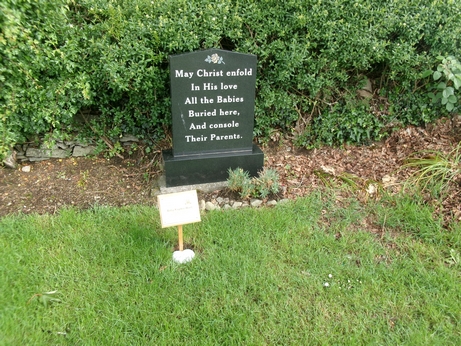 May Christ enfold
In His love
All the Babies
Buried here,
And console
Their Parents.